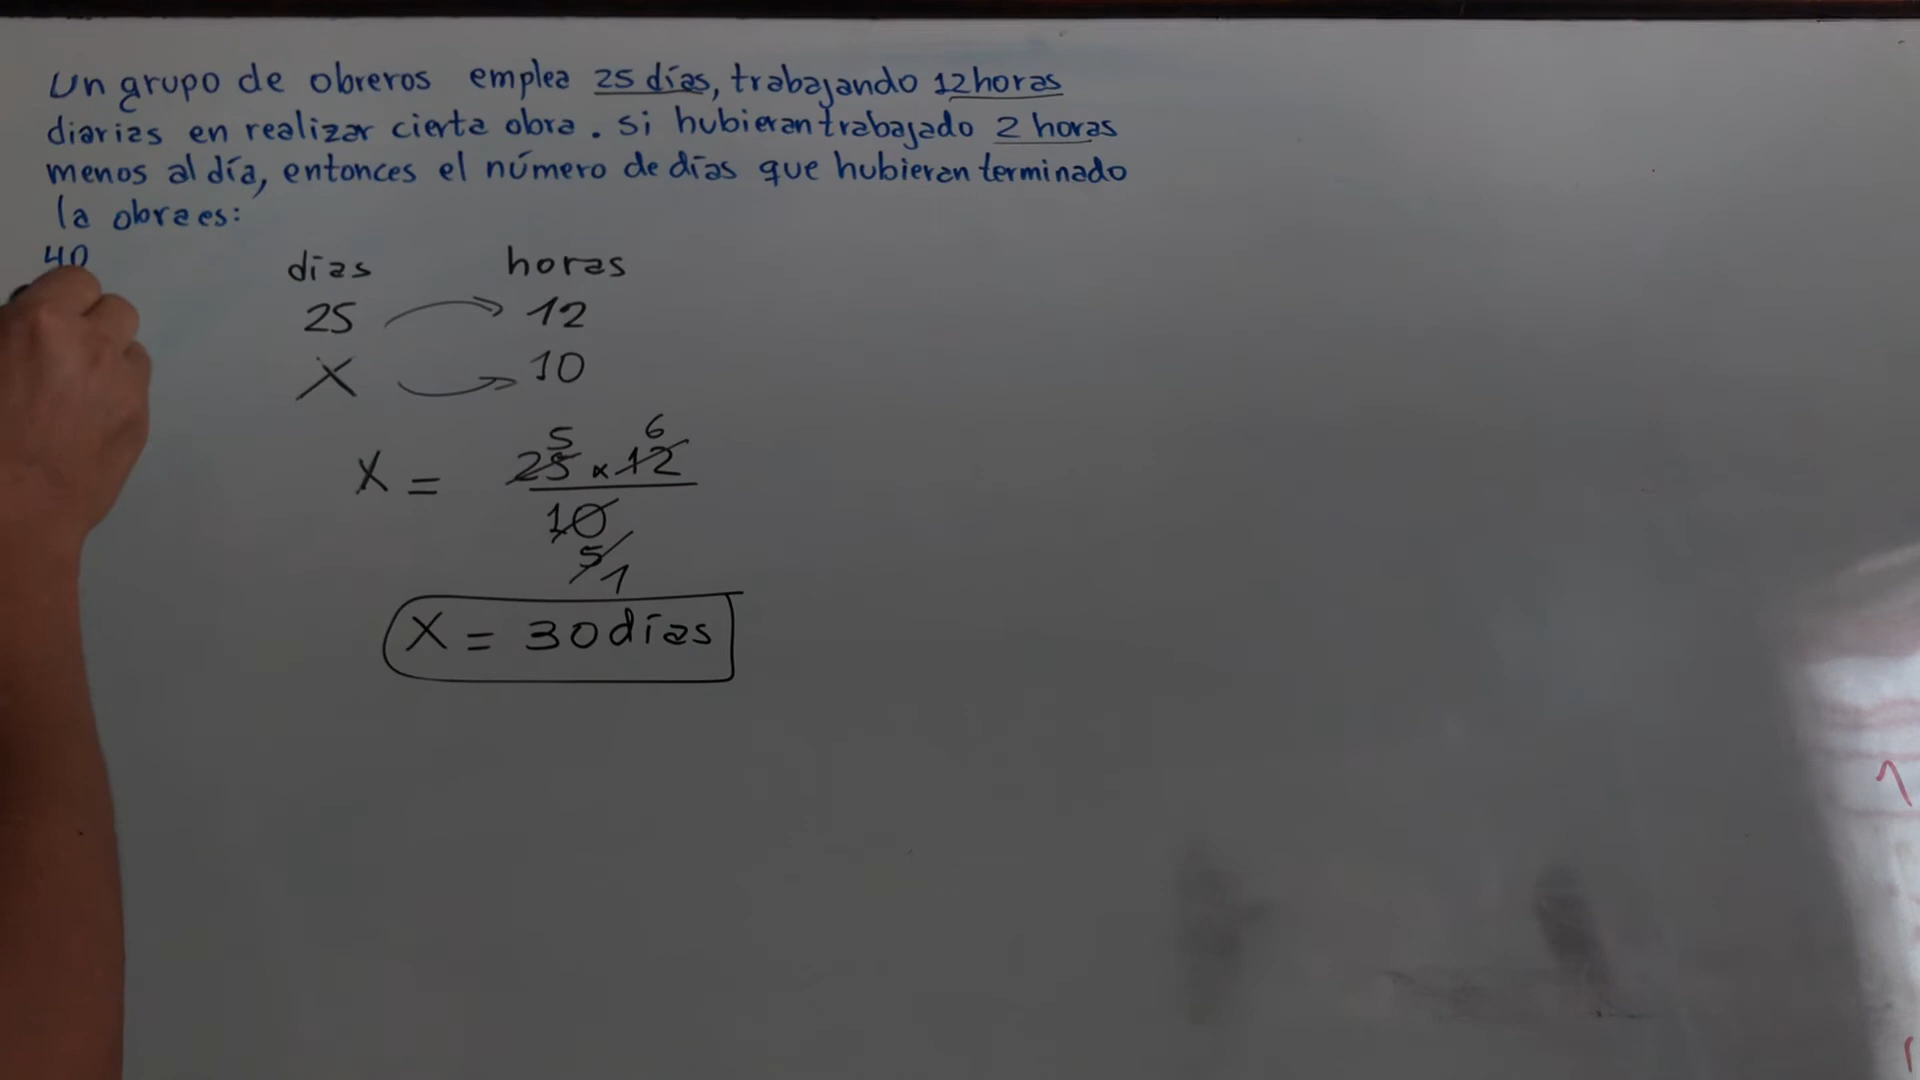 Un grupo de obreros emplea 25 días, trabajando 12 horas
diarias en realizar cierta obra. si hubieran trabajado 2 horas
menos al día, entonces el número de días que hubieran terminado
la obra es:
40
días horas
25 12
X 10
5 6
X = 25 x 12
10
5
1
X = 30 días